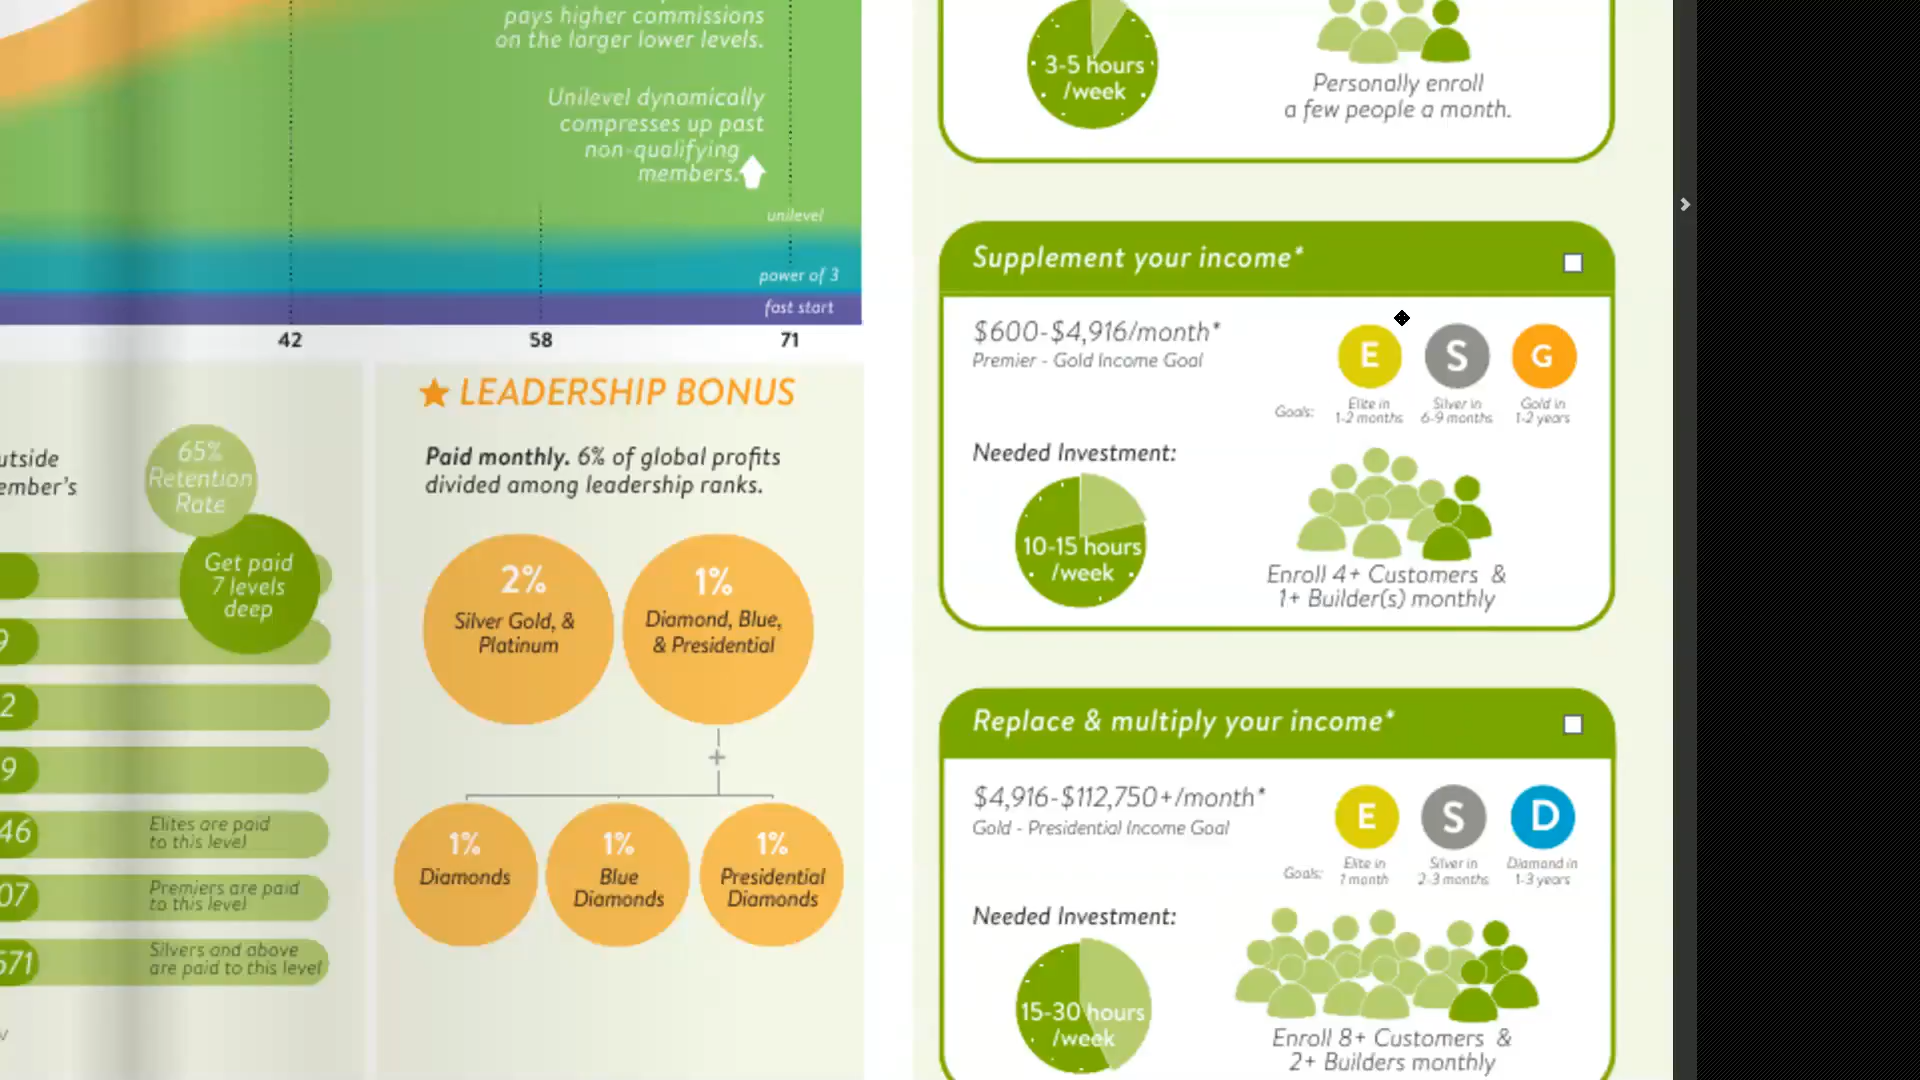 pays higher commissions
on the larger lower levels.
Unilevel dynamically
compresses up past
non-qualifying
members.
unilevel
power of 3
fast start
42
58
71
utside
ember's
65%
Retention
Rate
Get paid
7 levels
deep
9
2
9
46
Elites are paid
to this level
07
Premiers are paid
to this level
571
Silvers and above
are paid to this level
LEADERSHIP BONUS
Paid monthly. 6% of global profits
divided among leadership ranks.
2%
Silver Gold, &
Platinum
1%
Diamond, Blue,
& Presidential
+
1%
Diamonds
1%
Blue
Diamonds
1%
Presidential
Diamonds
3-5 hours
/week
Personally enroll
a few people a month.
Supplement your income*
$600-$4,916/month*
Premier - Gold Income Goal
E
S
G
Goals:
Elite in
1-2 months
Silver in
6-9 months
Gold in
1-2 years
Needed Investment:
10-15 hours
/week
Enroll 4+ Customers &
1+ Builder(s) monthly
Replace & multiply your income*
$4,916-$112,750+/month*
Gold - Presidential Income Goal
E
S
D
Goals:
Elite in
1 month
Silver in
2-3 months
Diamond in
1-3 years
Needed Investment:
15-30 hours
/week
Enroll 8+ Customers &
2+ Builders monthly